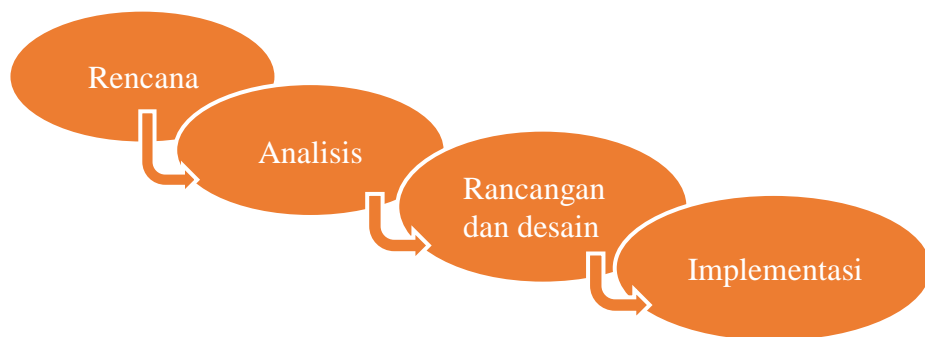 Rencana
Analisis
Rancangan
dan desain
Implementasi